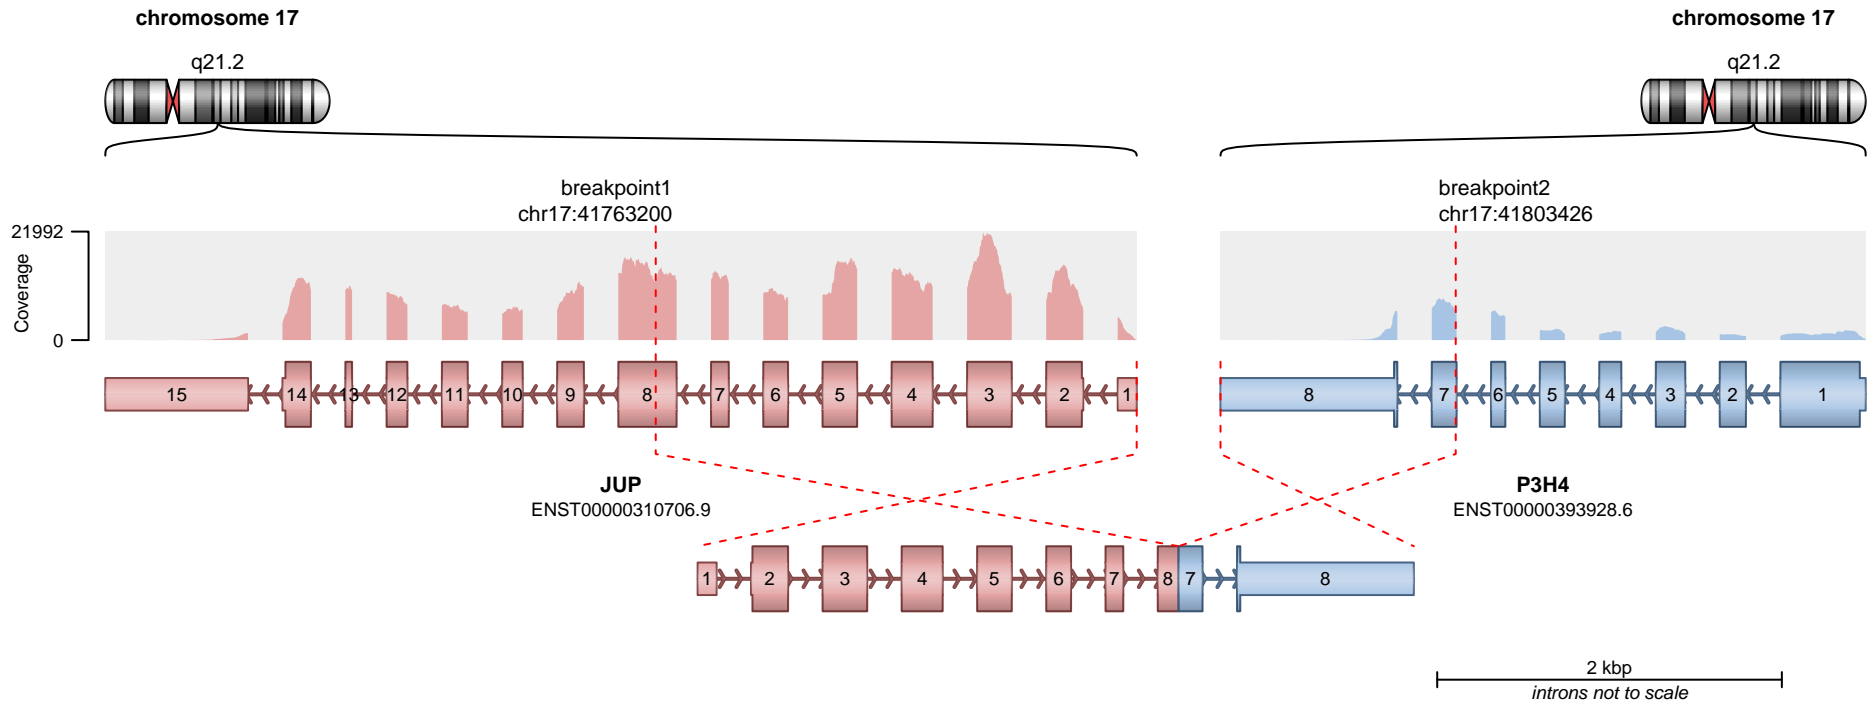 chromosome 17
chromosome 17
q21.2
q21.2
breakpoint1
chr17:41763200
breakpoint2
chr17:41803426
21992
Coverage
0
15 14 13 12 11 10 9 8 7 6 5 4 3 2 1
8 7 6 5 4 3 2 1
JUP
ENST00000310706.9
P3H4
ENST00000393928.6
1 2 3 4 5 6 7 8 7 8
2 kbp
introns not to scale